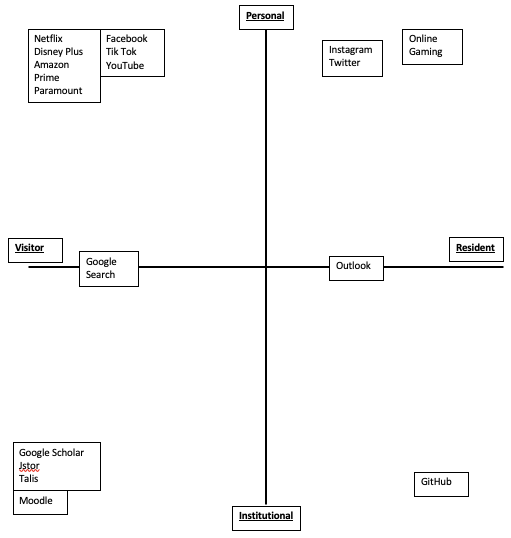 Personal
Netflix
Disney Plus
Amazon
Prime
Paramount
Facebook
Tik Tok
YouTube
Instagram
Twitter
Online
Gaming
Visitor
Resident
Google
Search
Outlook
Google Scholar
Jstor
Talis
Moodle
GitHub
Institutional